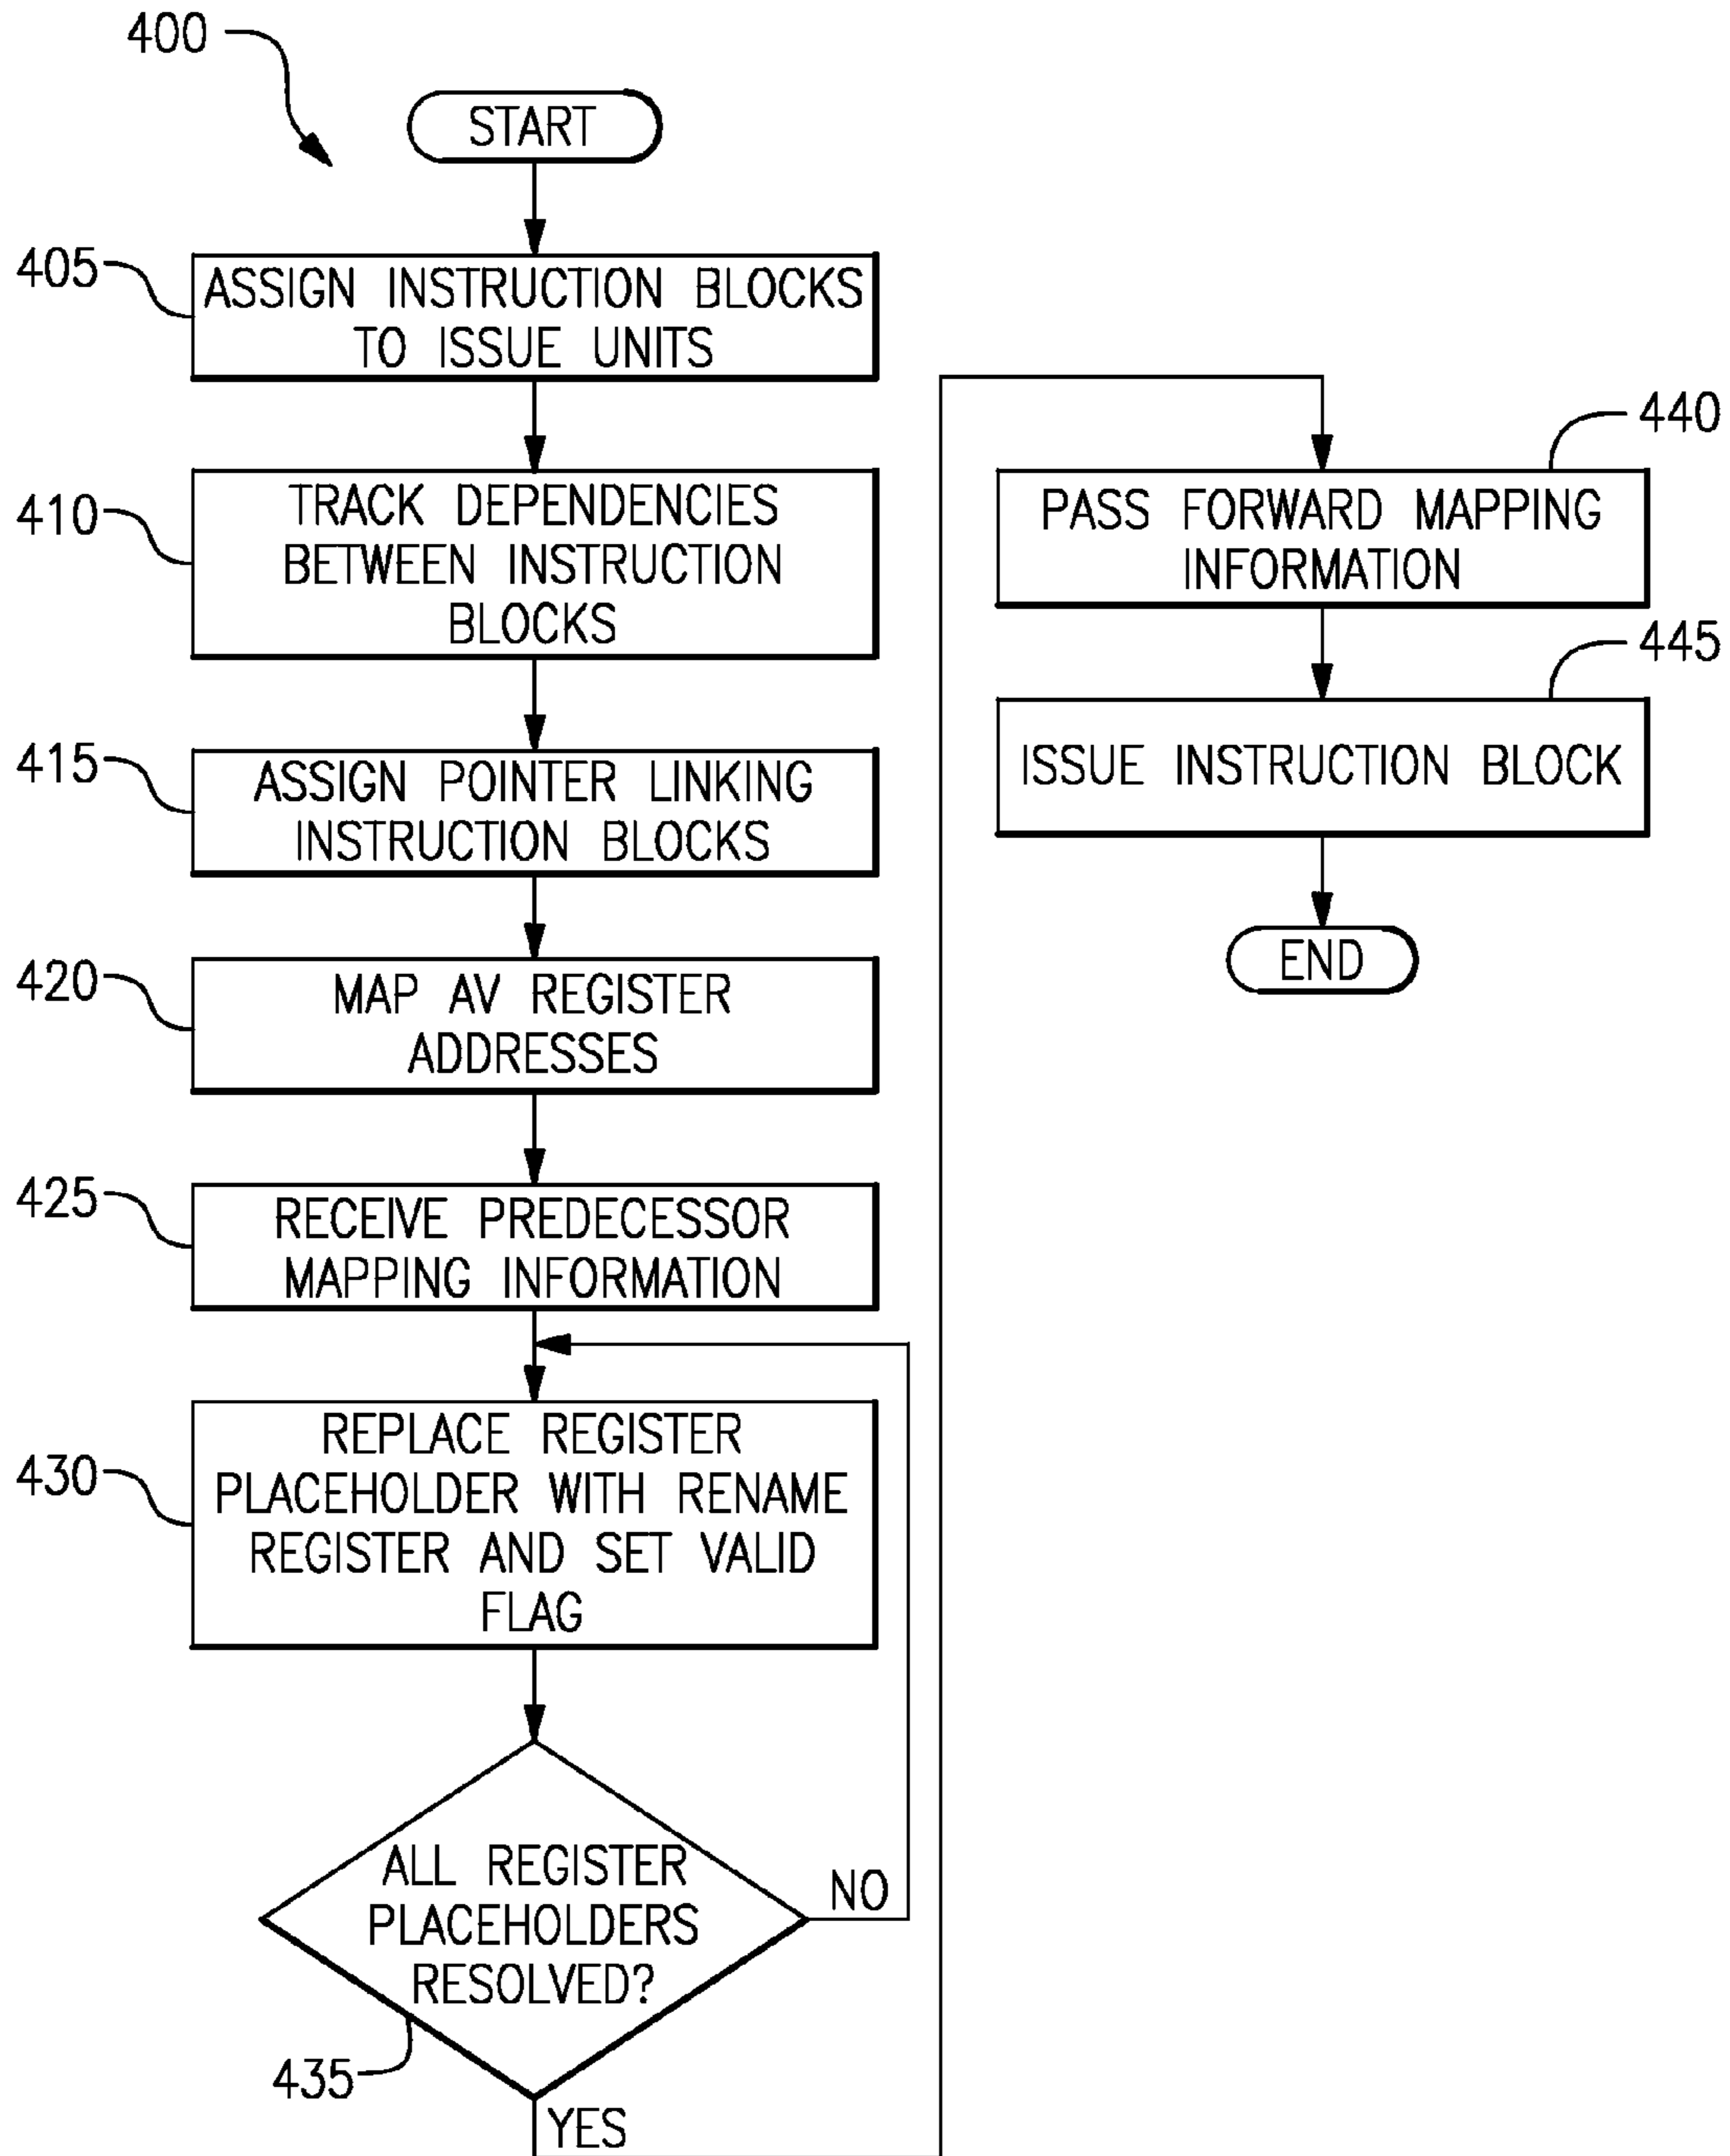 400
START
405
ASSIGN INSTRUCTION BLOCKS
TO ISSUE UNITS
410
TRACK DEPENDENCIES
BETWEEN INSTRUCTION
BLOCKS
415
ASSIGN POINTER LINKING
INSTRUCTION BLOCKS
420
MAP AV REGISTER
ADDRESSES
425
RECEIVE PREDECESSOR
MAPPING INFORMATION
430
REPLACE REGISTER
PLACEHOLDER WITH RENAME
REGISTER AND SET VALID
FLAG
ALL REGISTER
PLACEHOLDERS
RESOLVED?
NO
435
YES
440
PASS FORWARD MAPPING
INFORMATION
445
ISSUE INSTRUCTION BLOCK
END